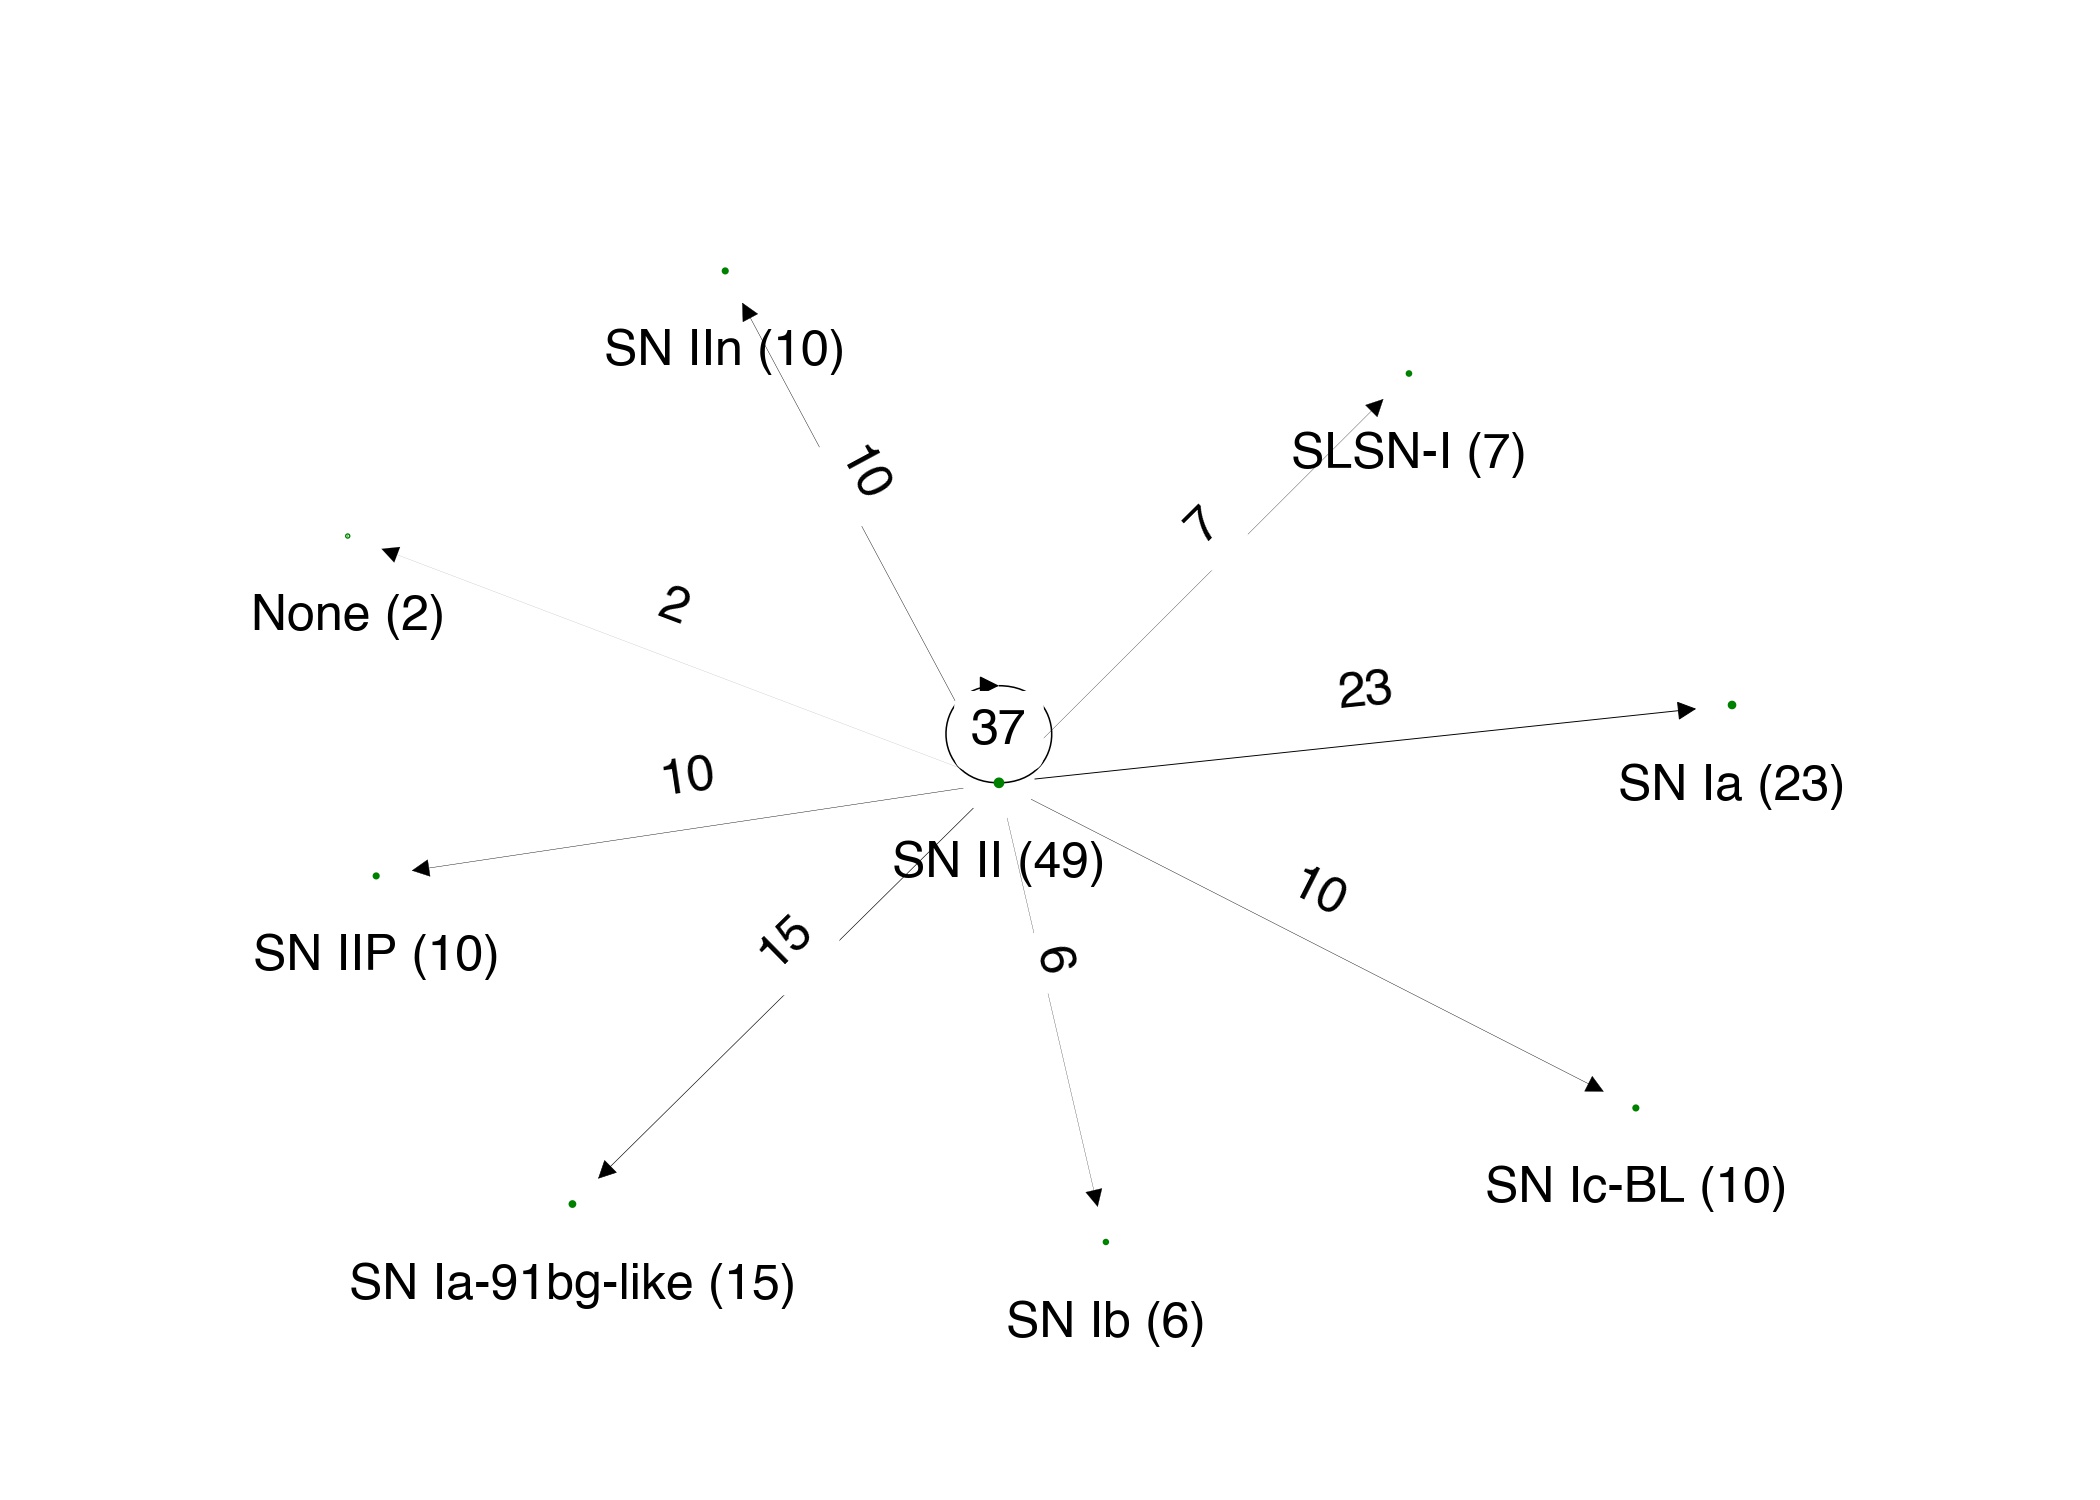 SN IIn (10)
10
SLSN-I (7)
7
None (2)
2
23
37
SN Ia (23)
10
SN II (49)
10
SN IIP (10)
15
6
SN Ic-BL (10)
SN Ia-91bg-like (15)
SN Ib (6)